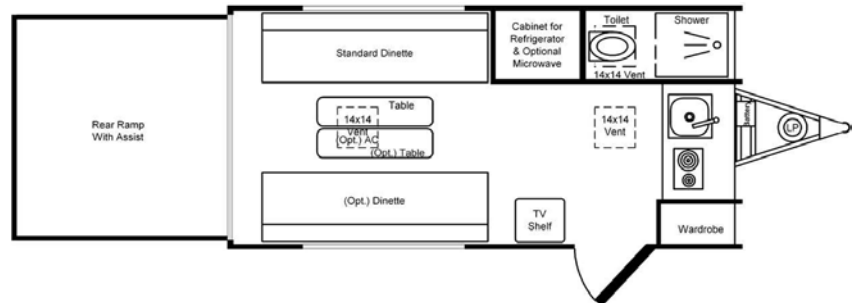 Rear Ramp
With Assist
Standard Dinette
Cabinet for
Refrigerator
& Optional
Microwave
Toilet
14x14 Vent
Shower
Table
14x14
Vent
(Opt.) AC
(Opt.) Table
14x14
Vent
Battery
LP
(Opt.) Dinette
TV
Shelf
Wardrobe